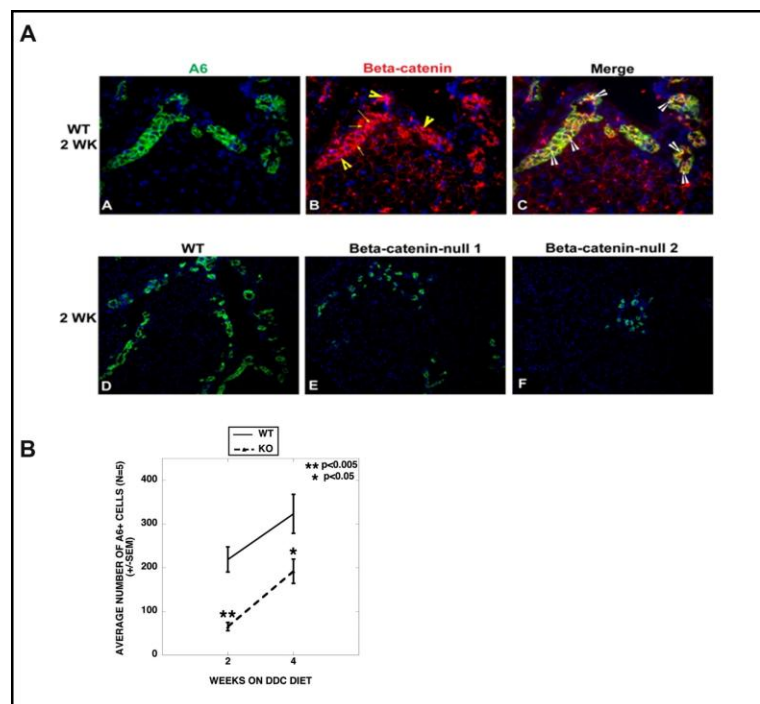 A
A6 Beta-catenin Merge
WT
2 WK
A B C
WT Beta-catenin-null 1 Beta-catenin-null 2
2 WK
D E F
B
WT
KO
** p<0.005
* p<0.05
AVERAGE NUMBER OF A6+ CELLS (N=5)
(+/-SEM)
400
300
200
100
0
**
*
2 4
WEEKS ON DDC DIET